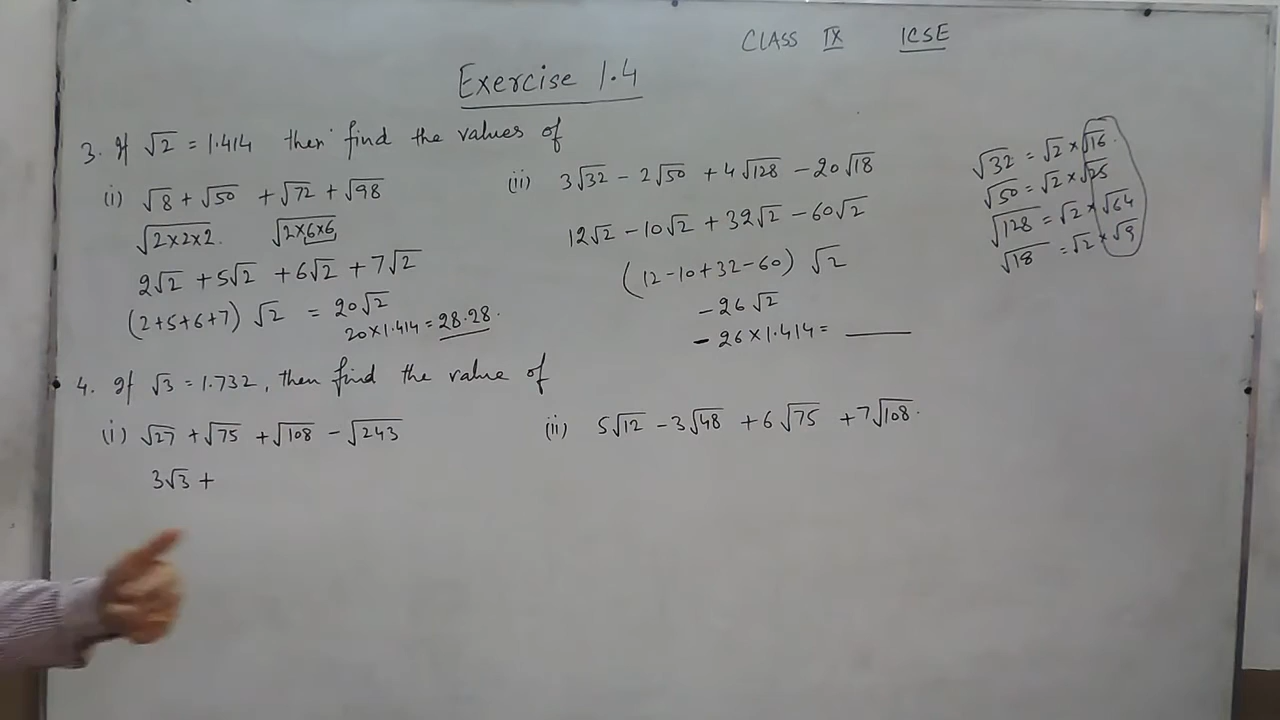 CLASS IX ICSE
Exercise 1.4
3. If √2 = 1.414 then find the values of
(i) √8 + √50 + √72 + √98
√2×2×2. √2×6×6
2√2 + 5√2 + 6√2 + 7√2
(2+5+6+7) √2 = 20√2
20×1.414 = 28.28.
(ii) 3√32 − 2√50 + 4√128 − 20√18
12√2 − 10√2 + 32√2 − 60√2
(12−10+32−60) √2
−26√2
−26×1.414 = ____
√32 = √2 × √16.
√50 = √2 × √25
√128 = √2 × √64
√18 = √2 × √9
4. If √3 = 1.732, then find the value of
(i) √27 + √75 + √108 − √243
3√3 +
(ii) 5√12 − 3√48 + 6√75 + 7√108.